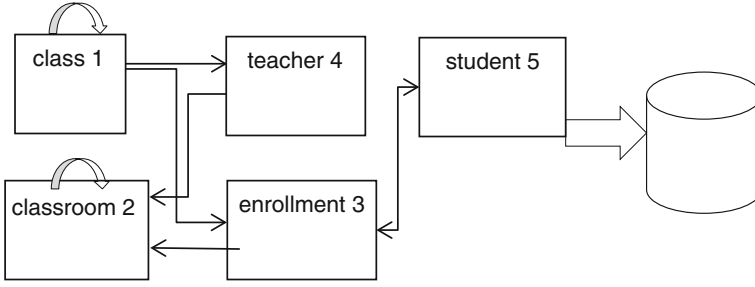 class 1
teacher 4
student 5
classroom 2
enrollment 3